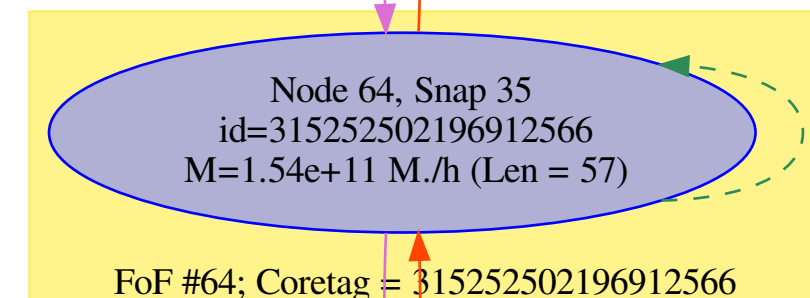 Node 64, Snap 35
id=315252502196912566
M=1.54e+11 M./h (Len = 57)
FoF #64; Coretag = 315252502196912566